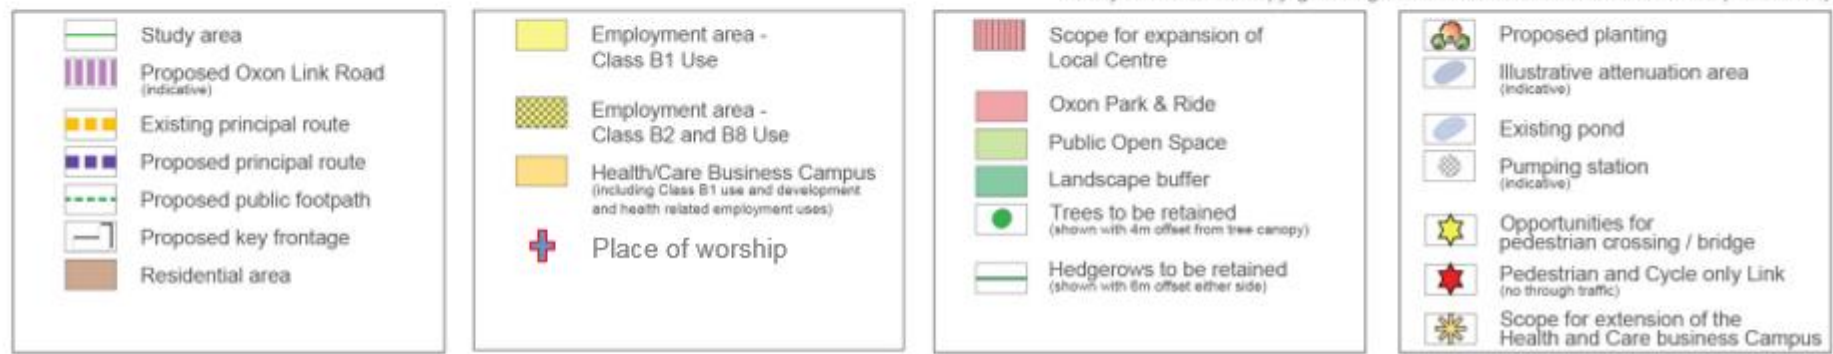 Study area
Proposed Oxon Link Road
(indicative)
Existing principal route
Proposed principal route
Proposed public footpath
Proposed key frontage
Residential area
Employment area -
Class B1 Use
Employment area -
Class B2 and B8 Use
Health/Care Business Campus
(including Class B1 use and development
and health related employment uses)
Place of worship
Scope for expansion of
Local Centre
Oxon Park & Ride
Public Open Space
Landscape buffer
Trees to be retained
(shown with 4m offset from tree canopy)
Hedgerows to be retained
(shown with 6m offset either side)
Proposed planting
Illustrative attenuation area
(indicative)
Existing pond
Pumping station
(indicative)
Opportunities for
pedestrian crossing / bridge
Pedestrian and Cycle only Link
(no through traffic)
Scope for extension of the
Health and Care business Campus